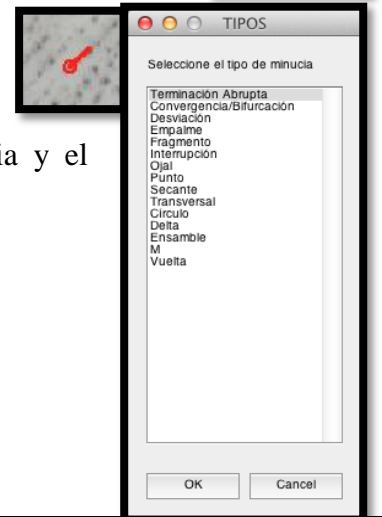 TIPOS
Seleccione el tipo de minucia
Terminación Abrupta
Convergencia/Bifurcación
Desviación
Empalme
Fragmento
Interrupción
Ojal
Punto
Secante
Transversal
Círculo
Delta
Ensamble
M
Vuelta
OK Cancel
ia y el